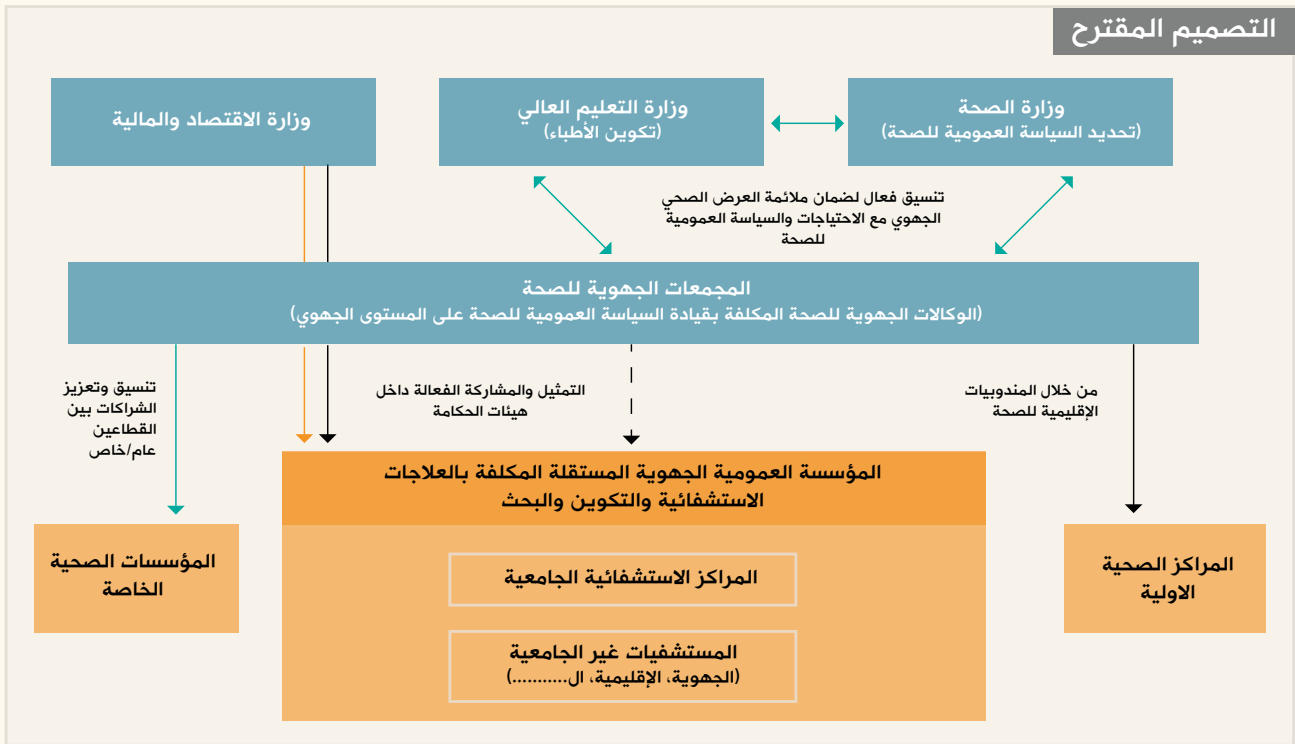 التصميم المقترح
وزارة الصحة
(تحديد السياسة العمومية للصحة)
وزارة التعليم العالي
(تكوين الأطباء)
وزارة الاقتصاد والمالية
تنسيق فعال لضمان ملائمة العرض الصحي
الجهوي مع الاحتياجات والسياسة العمومية
للصحة
المجمعات الجهوية للصحة
(الوكالات الجهوية للصحة المكلفة بقيادة السياسة العمومية للصحة على المستوى الجهوي)
من خلال المندوبيات
الإقليمية للصحة
التمثيل والمشاركة الفعالة داخل
هيئات الحكامة
تنسيق وتعزيز
الشراكات بين
القطاعين
عام/خاص
المراكز الصحية
الاولية
المؤسسة العمومية الجهوية المستقلة المكلفة بالعلاجات
الاستشفائية والتكوين والبحث
المراكز الاستشفائية الجامعية
المستشفيات غير الجامعية
(الجهوية، الإقليمية، ال...........)
المؤسسات الصحية
الخاصة